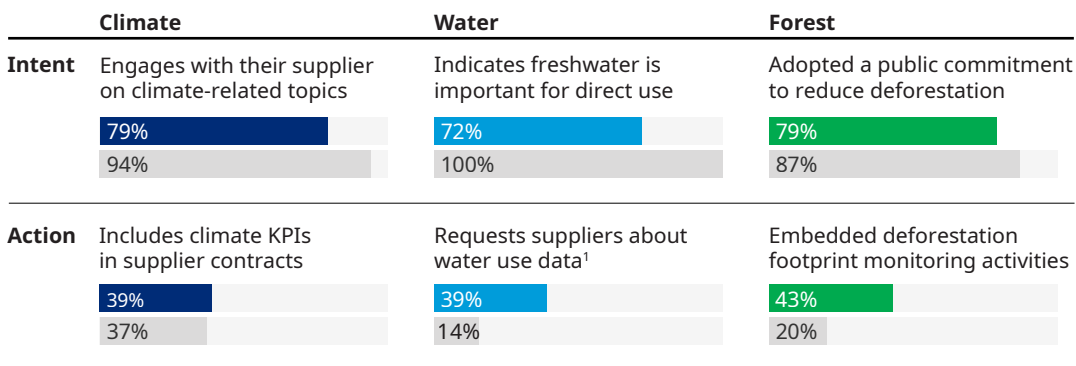 Climate Water Forest
Intent
Engages with their supplier
on climate-related topics
79%
94%
Indicates freshwater is
important for direct use
72%
100%
Adopted a public commitment
to reduce deforestation
79%
87%
Action
Includes climate KPIs
in supplier contracts
39%
37%
Requests suppliers about
water use data¹
39%
14%
Embedded deforestation
footprint monitoring activities
43%
20%